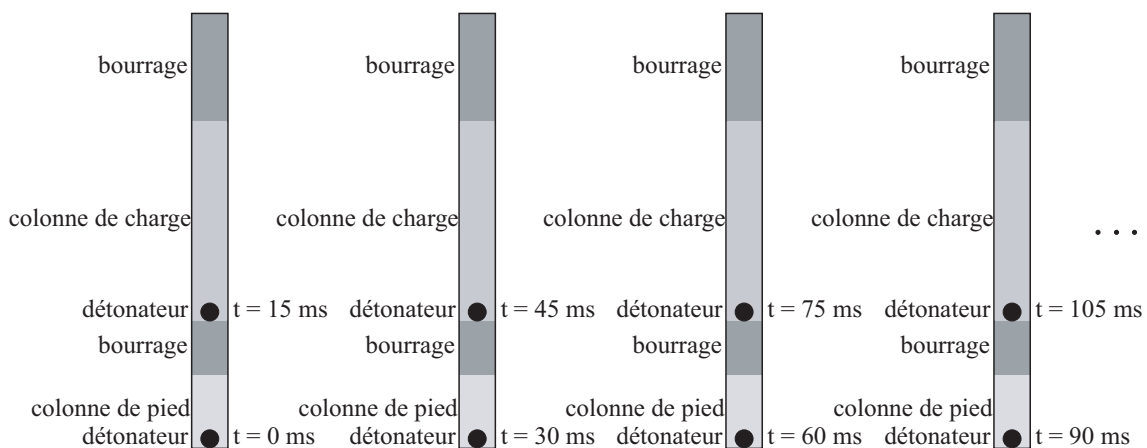 bourrage bourrage bourrage bourrage
colonne de charge colonne de charge colonne de charge colonne de charge
. . .
détonateur t = 15 ms détonateur t = 45 ms détonateur t = 75 ms détonateur t = 105 ms
bourrage bourrage bourrage bourrage
colonne de pied colonne de pied colonne de pied colonne de pied
détonateur t = 0 ms détonateur t = 30 ms détonateur t = 60 ms détonateur t = 90 ms